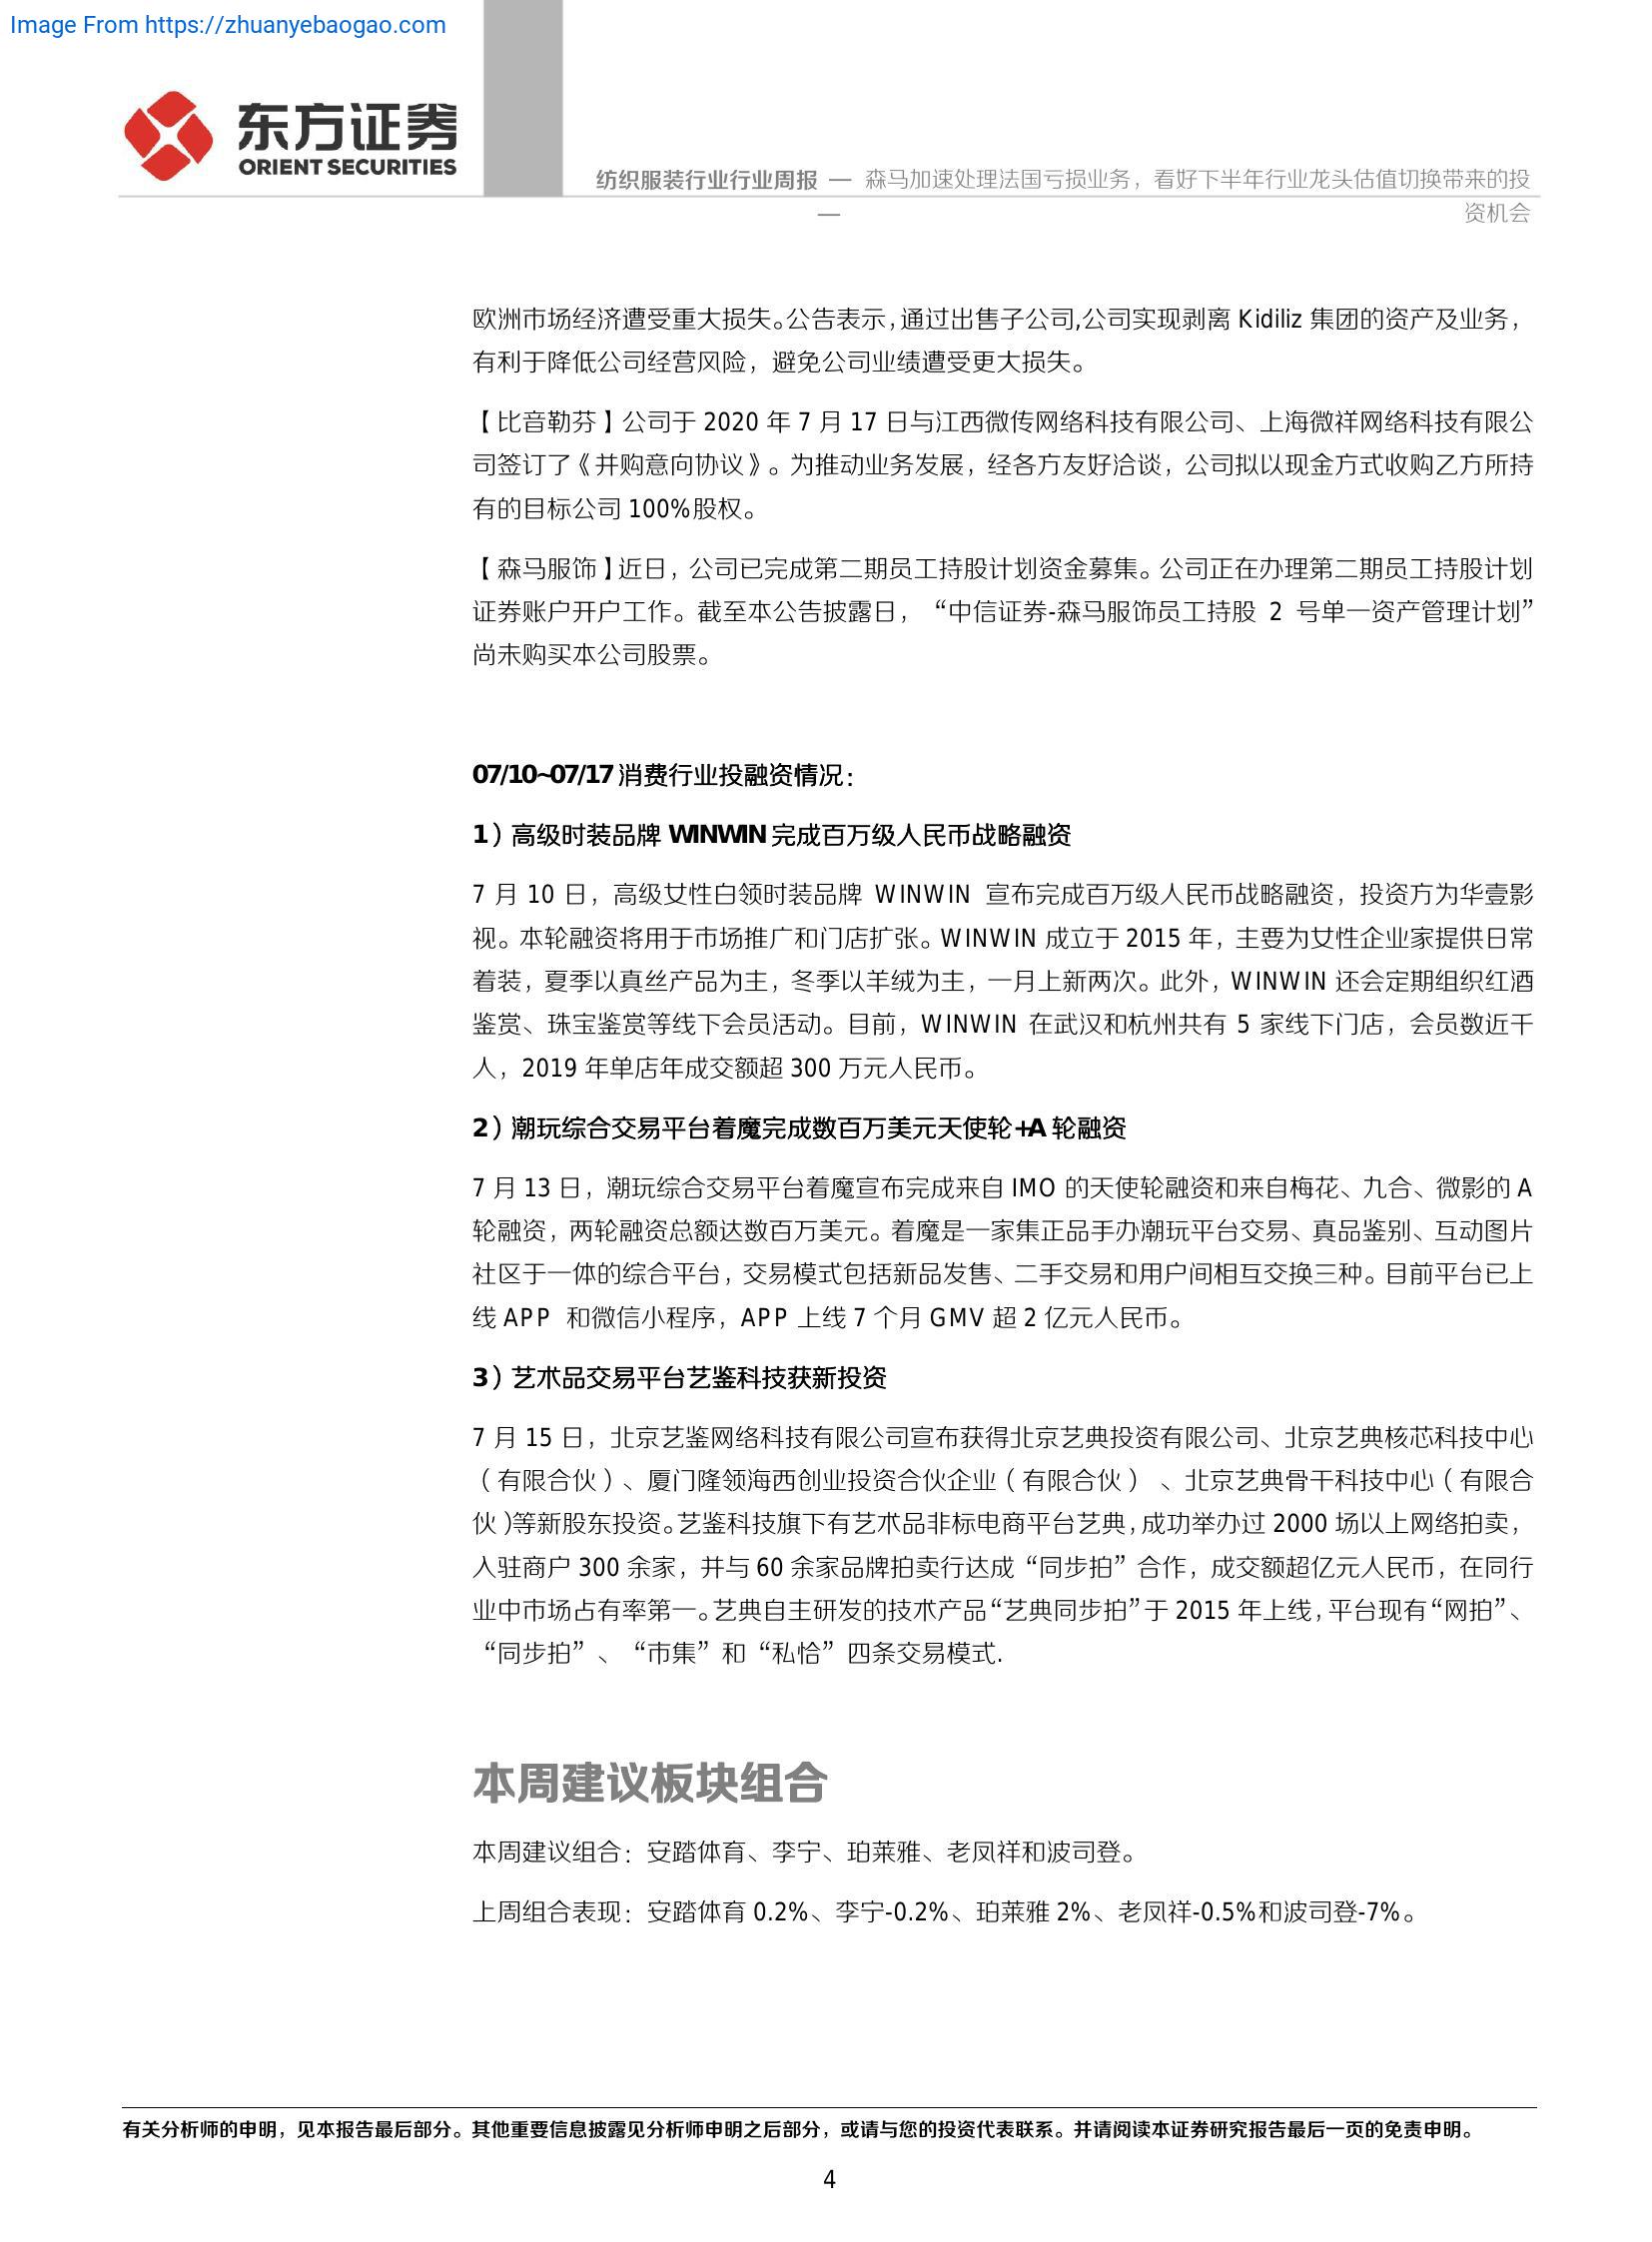 Image From https://zhuanyebaogao.com
东方证券
ORIENT SECURITIES
纺织服装行业行业周报 — 森马加速处理法国亏损业务，看好下半年行业龙头估值切换带来的投
—
资机会
欧洲市场经济遭受重大损失。公告表示，通过出售子公司,公司实现剥离 Kidiliz 集团的资产及业务，
有利于降低公司经营风险，避免公司业绩遭受更大损失。
【比音勒芬】公司于 2020 年 7 月 17 日与江西微传网络科技有限公司、上海微祥网络科技有限公
司签订了《并购意向协议》。为推动业务发展，经各方友好洽谈，公司拟以现金方式收购乙方所持
有的目标公司 100%股权。
【森马服饰】近日，公司已完成第二期员工持股计划资金募集。公司正在办理第二期员工持股计划
证券账户开户工作。截至本公告披露日，“中信证券-森马服饰员工持股 2 号单一资产管理计划”
尚未购买本公司股票。
07/10~07/17 消费行业投融资情况：
1）高级时装品牌 WINWIN 完成百万级人民币战略融资
7 月 10 日，高级女性白领时装品牌 WINWIN 宣布完成百万级人民币战略融资，投资方为华壹影
视。本轮融资将用于市场推广和门店扩张。WINWIN 成立于 2015 年，主要为女性企业家提供日常
着装，夏季以真丝产品为主，冬季以羊绒为主，一月上新两次。此外，WINWIN 还会定期组织红酒
鉴赏、珠宝鉴赏等线下会员活动。目前，WINWIN 在武汉和杭州共有 5 家线下门店，会员数近千
人，2019 年单店年成交额超 300 万元人民币。
2）潮玩综合交易平台着魔完成数百万美元天使轮+A 轮融资
7 月 13 日，潮玩综合交易平台着魔宣布完成来自 IMO 的天使轮融资和来自梅花、九合、微影的 A
轮融资，两轮融资总额达数百万美元。着魔是一家集正品手办潮玩平台交易、真品鉴别、互动图片
社区于一体的综合平台，交易模式包括新品发售、二手交易和用户间相互交换三种。目前平台已上
线 APP 和微信小程序，APP 上线 7 个月 GMV 超 2 亿元人民币。
3）艺术品交易平台艺鉴科技获新投资
7 月 15 日，北京艺鉴网络科技有限公司宣布获得北京艺典投资有限公司、北京艺典核芯科技中心
（有限合伙）、厦门隆领海西创业投资合伙企业（有限合伙） 、北京艺典骨干科技中心（有限合
伙)等新股东投资。艺鉴科技旗下有艺术品非标电商平台艺典，成功举办过 2000 场以上网络拍卖，
入驻商户 300 余家，并与 60 余家品牌拍卖行达成“同步拍”合作，成交额超亿元人民币，在同行
业中市场占有率第一。艺典自主研发的技术产品“艺典同步拍”于 2015 年上线，平台现有“网拍”、
“同步拍”、“市集”和“私恰”四条交易模式.
本周建议板块组合
本周建议组合：安踏体育、李宁、珀莱雅、老凤祥和波司登。
上周组合表现：安踏体育 0.2%、李宁-0.2%、珀莱雅 2%、老凤祥-0.5%和波司登-7%。
有关分析师的申明，见本报告最后部分。其他重要信息披露见分析师申明之后部分，或请与您的投资代表联系。并请阅读本证券研究报告最后一页的免责申明。
4